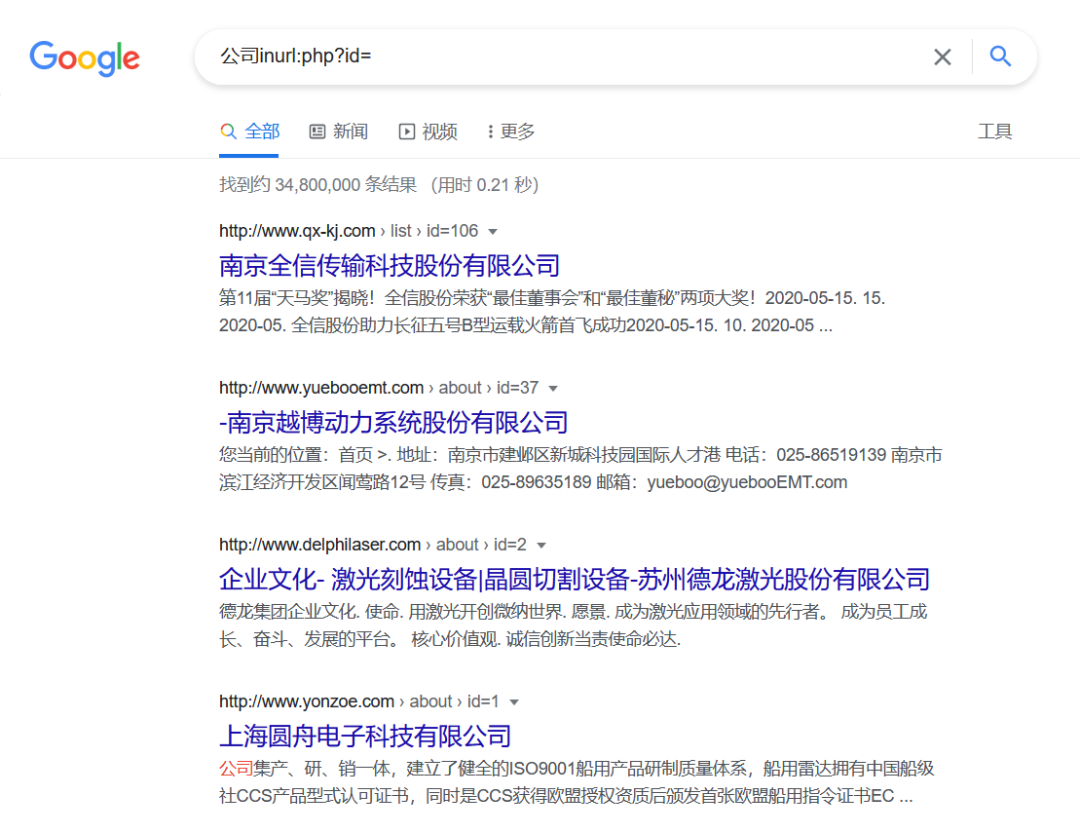 Google
公司inurl:php?id=
全部 新闻 视频 更多 工具
找到约 34,800,000 条结果 （用时 0.21 秒）
http://www.qx-kj.com › list › id=106
南京全信传输科技股份有限公司
第11届“天马奖”揭晓！全信股份荣获“最佳董事会”和“最佳董秘”两项大奖！2020-05-15. 15.
2020-05. 全信股份助力长征五号B型运载火箭首飞成功2020-05-15. 10. 2020-05 ...
http://www.yuebooemt.com › about › id=37
-南京越博动力系统股份有限公司
您当前的位置：首页 >. 地址：南京市建邺区新城科技园国际人才港 电话：025-86519139 南京市
滨江经济开发区闻莺路12号 传真：025-89635189 邮箱：yueboo@yuebooEMT.com
http://www.delphilaser.com › about › id=2
企业文化- 激光刻蚀设备|晶圆切割设备-苏州德龙激光股份有限公司
德龙集团企业文化. 使命. 用激光开创微纳世界. 愿景. 成为激光应用领域的先行者。 成为员工成
长、奋斗、发展的平台。 核心价值观. 诚信创新当责使命必达.
http://www.yonzoe.com › about › id=1
上海圆舟电子科技有限公司
公司集产、研、销一体，建立了健全的ISO9001船用产品研制质量体系，船用雷达拥有中国船级
社CCS产品型式认可证书，同时是CCS获得欧盟授权资质后颁发首张欧盟船用指令证书EC ...